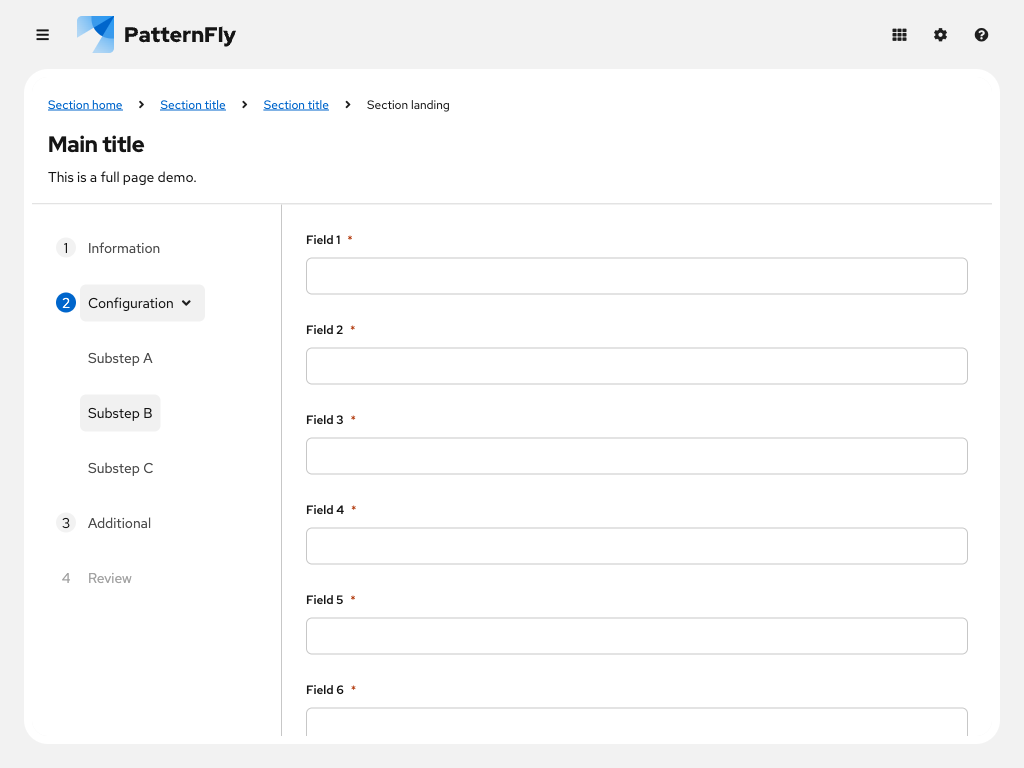 PatternFly
Section home Section title Section title Section landing
Main title
This is a full page demo.
1 Information
2 Configuration
Substep A
Substep B
Substep C
3 Additional
4 Review
Field 1 *
Field 2 *
Field 3 *
Field 4 *
Field 5 *
Field 6 *